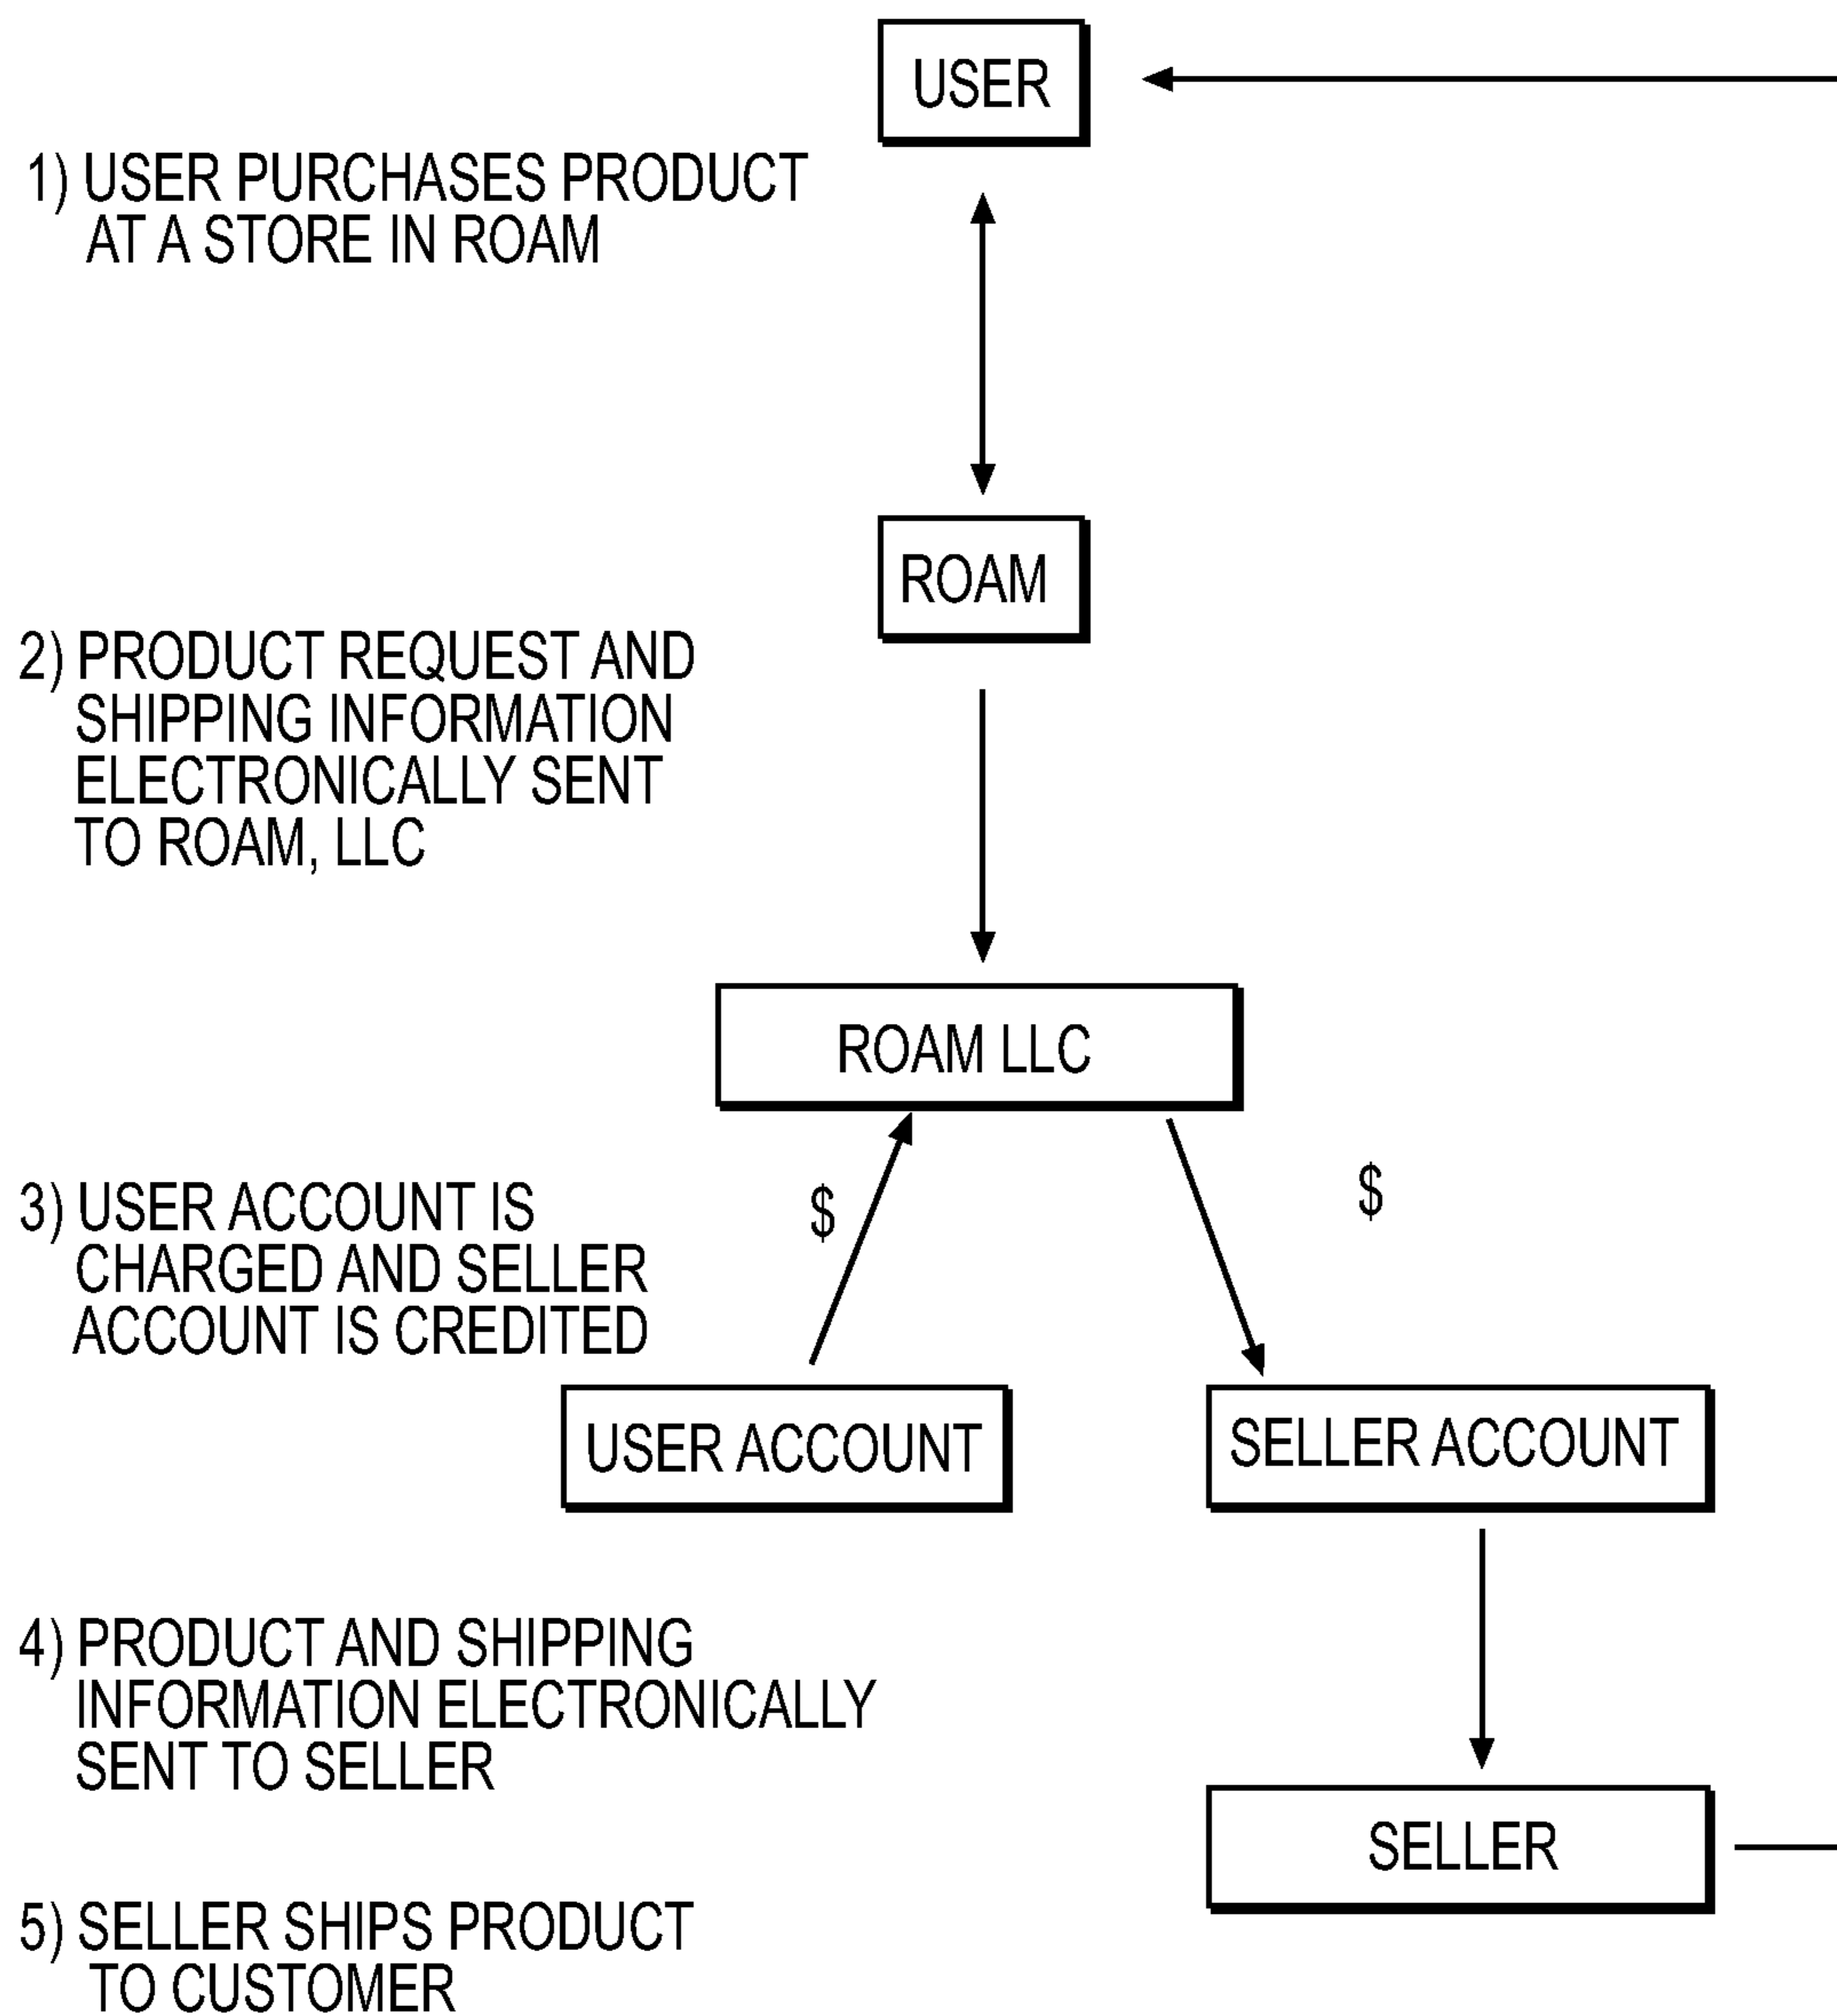 USER
1) USER PURCHASES PRODUCT
AT A STORE IN ROAM
ROAM
2) PRODUCT REQUEST AND
SHIPPING INFORMATION
ELECTRONICALLY SENT
TO ROAM, LLC
ROAM LLC
3) USER ACCOUNT IS
CHARGED AND SELLER
ACCOUNT IS CREDITED
$
$
USER ACCOUNT
SELLER ACCOUNT
4) PRODUCT AND SHIPPING
INFORMATION ELECTRONICALLY
SENT TO SELLER
SELLER
5) SELLER SHIPS PRODUCT
TO CUSTOMER